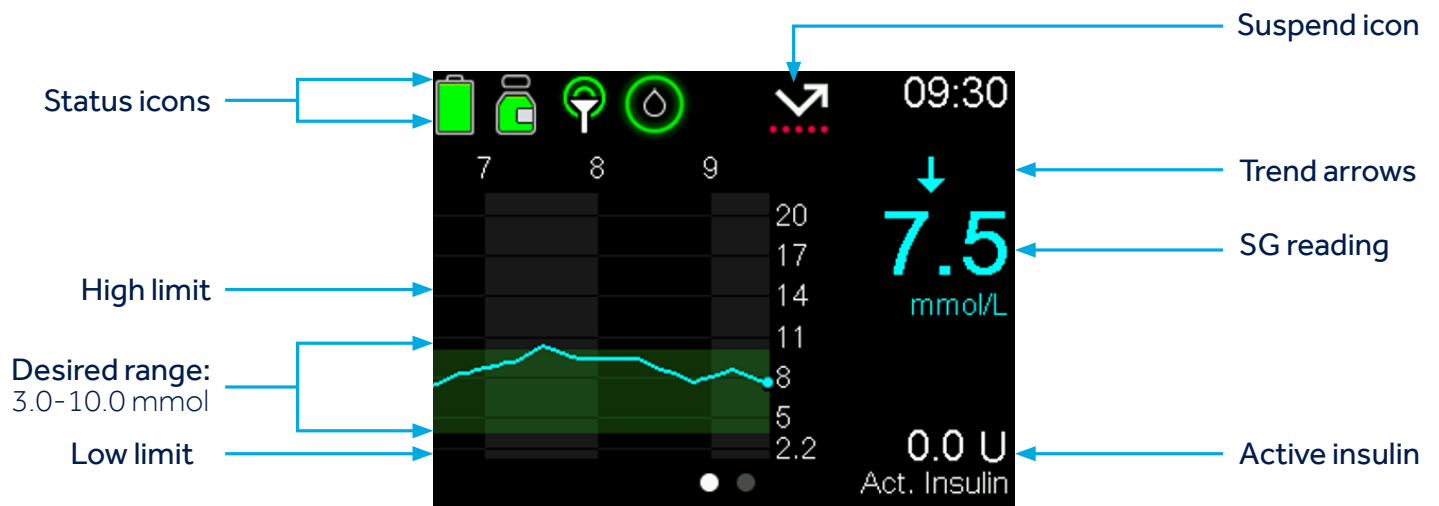 Suspend icon
Status icons
09:30
7 8 9
Trend arrows
20
7.5
SG reading
17
High limit
14
mmol/L
11
Desired range:
3.0-10.0 mmol
8
5
Low limit
2.2
0.0 U
Active insulin
Act. Insulin